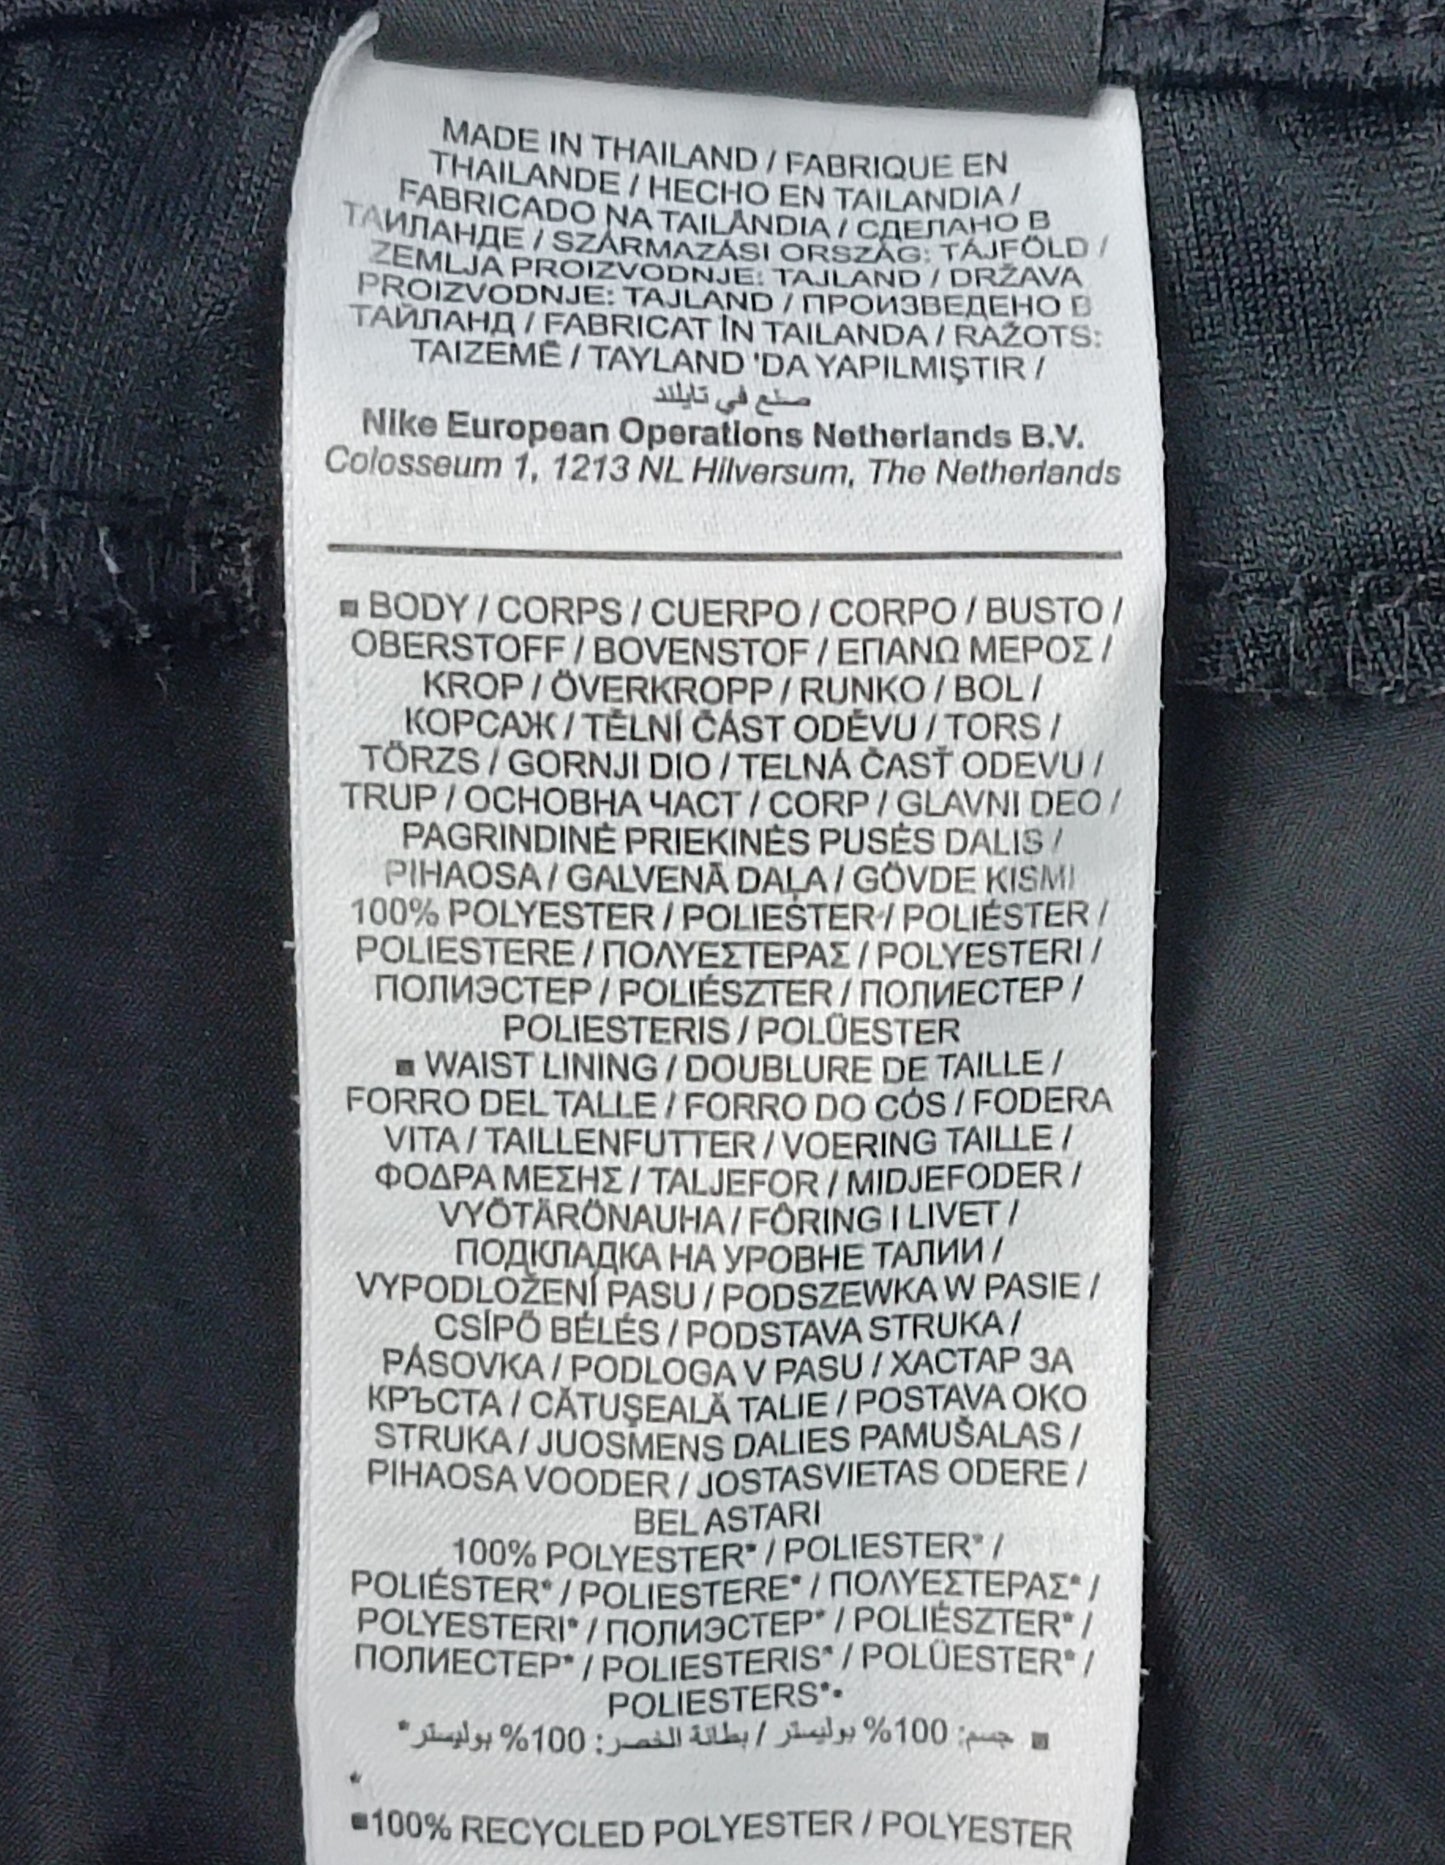 MADE IN THAILAND / FABRIQUE EN
THAILANDE / HECHO EN TAILANDIA /
FABRICADO NA TAILÂNDIA / СДЕЛАНО В
ТАИЛАНДЕ / SZÁRMAZÁSI ORSZÁG: TÁJFÖLD /
ZEMLJA PROIZVODNJE: TAJLAND / DRŽAVA
PROIZVODNJE: TAJLAND / ПРОИЗВЕДЕНО В
ТАЙЛАНД / FABRICAT ÎN TAILANDA / RAŽOTS:
TAIZEMĒ / TAYLAND 'DA YAPILMIŞTIR /
صنع في تايلند
Nike European Operations Netherlands B.V.
Colosseum 1, 1213 NL Hilversum, The Netherlands
■ BODY / CORPS / CUERPO / CORPO / BUSTO /
OBERSTOFF / BOVENSTOF / ΕΠΑΝΩ ΜΕΡΟΣ /
KROP / ÖVERKROPP / RUNKO / BOL /
КОРСАЖ / TĚLNÍ ČÁST ODĚVU / TORS /
TÖRZS / GORNJI DIO / TELNÁ ČASŤ ODEVU /
TRUP / ОСНОВНА ЧАСТ / CORP / GLAVNI DEO /
PAGRINDINĖ PRIEKINĖS PUSĖS DALIS /
PIHAOSA / GALVENĀ DAĻA / GÖVDE KISMI
100% POLYESTER / POLIESTER / POLIÉSTER /
POLIESTERE / ΠΟΛΥΕΣΤΕΡΑΣ / POLYESTERI /
ПОЛИЭСТЕР / POLIÉSZTER / ПОЛИЕСТЕР /
POLIESTERIS / POLÜESTER
■ WAIST LINING / DOUBLURE DE TAILLE /
FORRO DEL TALLE / FORRO DO CÓS / FODERA
VITA / TAILLENFUTTER / VOERING TAILLE /
ΦΟΔΡΑ ΜΕΣΗΣ / TALJEFOR / MIDJEFODER /
VYÖTÄRÖNAUHA / FÔRING I LIVET /
ПОДКЛАДКА НА УРОВНЕ ТАЛИИ /
VYPODLOŽENÍ PASU / PODSZEWKA W PASIE /
CSÍPŐ BÉLÉS / PODSTAVA STRUKA /
PÁSOVKA / PODLOGA V PASU / ХАСТАР ЗА
КРЪСТА / CĂTUȘEALĂ TALIE / POSTAVA OKO
STRUKA / JUOSMENS DALIES PAMUŠALAS /
PIHAOSA VOODER / JOSTASVIETAS ODERE /
BEL ASTARI
100% POLYESTER* / POLIESTER* /
POLIÉSTER* / POLIESTERE* / ΠΟΛΥΕΣΤΕΡΑΣ* /
POLYESTERI* / ПОЛИЭСТЕР* / POLIÉSZTER* /
ПОЛИЕСТЕР* / POLIESTERIS* / POLÜESTER* /
POLIESTERS*•
■ جسم: 100% بوليستر / بطانة الخصر: 100% بوليستر*
*
■100% RECYCLED POLYESTER / POLYESTER